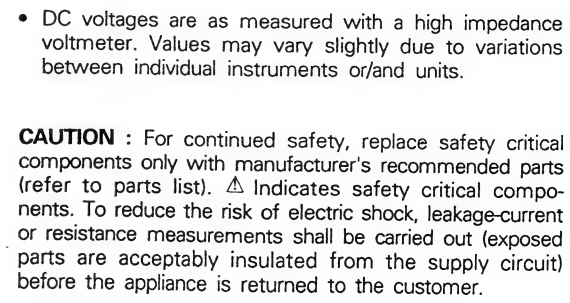 • DC voltages are as measured with a high impedance
voltmeter. Values may vary slightly due to variations
between individual instruments or/and units.
CAUTION : For continued safety, replace safety critical
components only with manufacturer's recommended parts
(refer to parts list). ⚠ Indicates safety critical compo-
nents. To reduce the risk of electric shock, leakage-current
or resistance measurements shall be carried out (exposed
parts are acceptably insulated from the supply circuit)
before the appliance is returned to the customer.